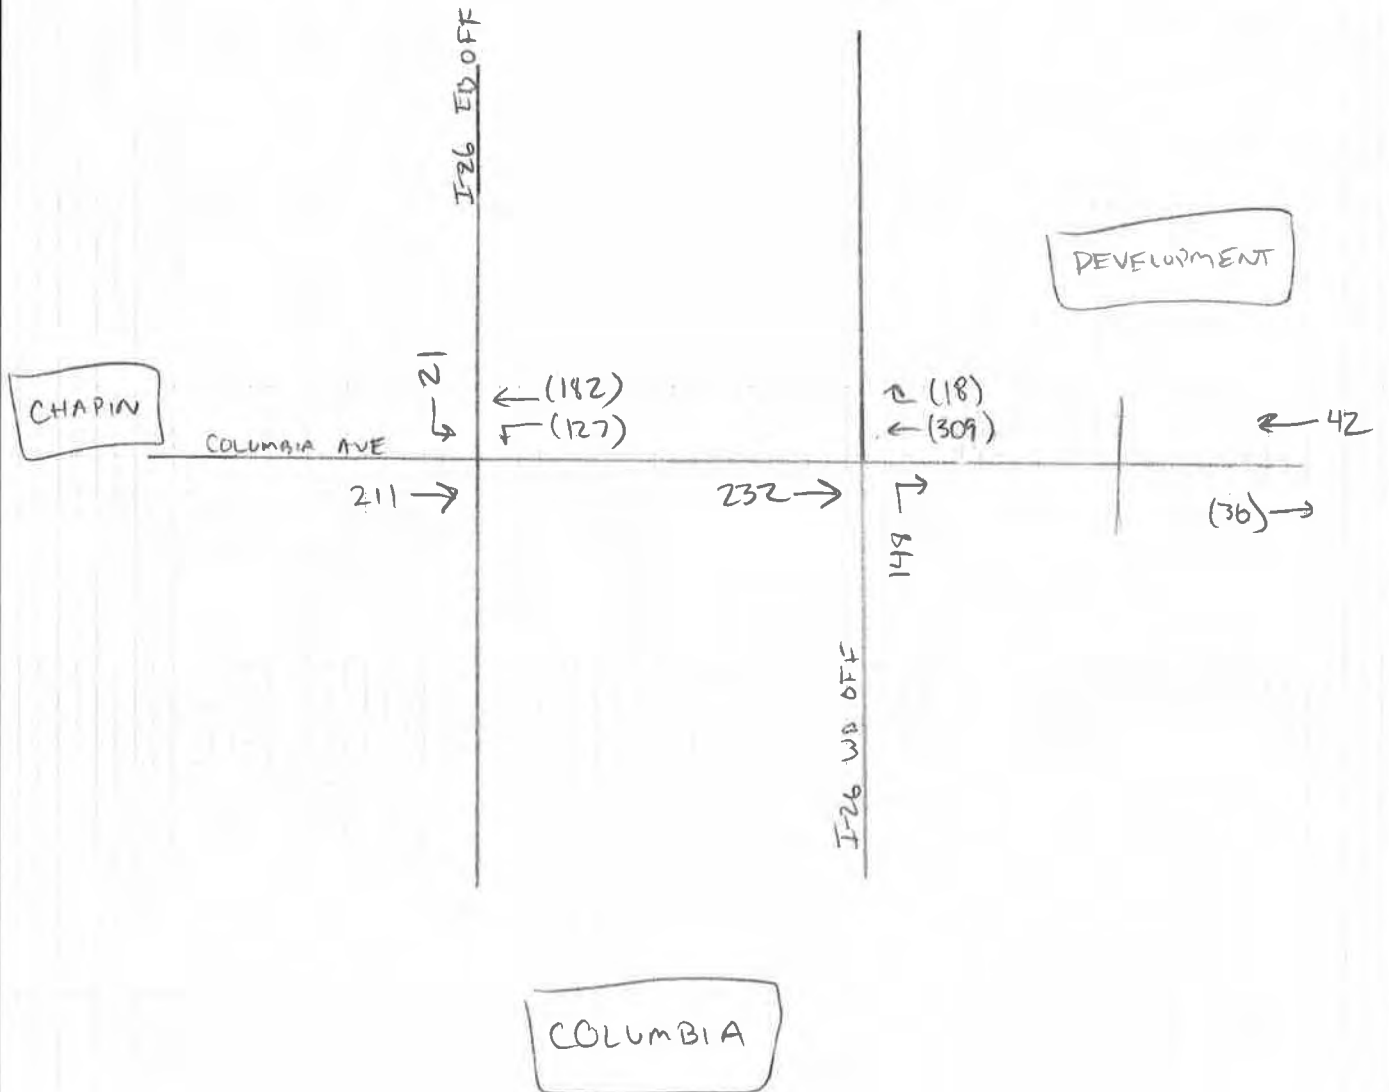 I-26 EB OFF
DEVELOPMENT
CHAPIN
COLUMBIA AVE
21
(182)
(127)
(18)
(309)
42
211
232
148
(36)
I-26 WB OFF
COLUMBIA